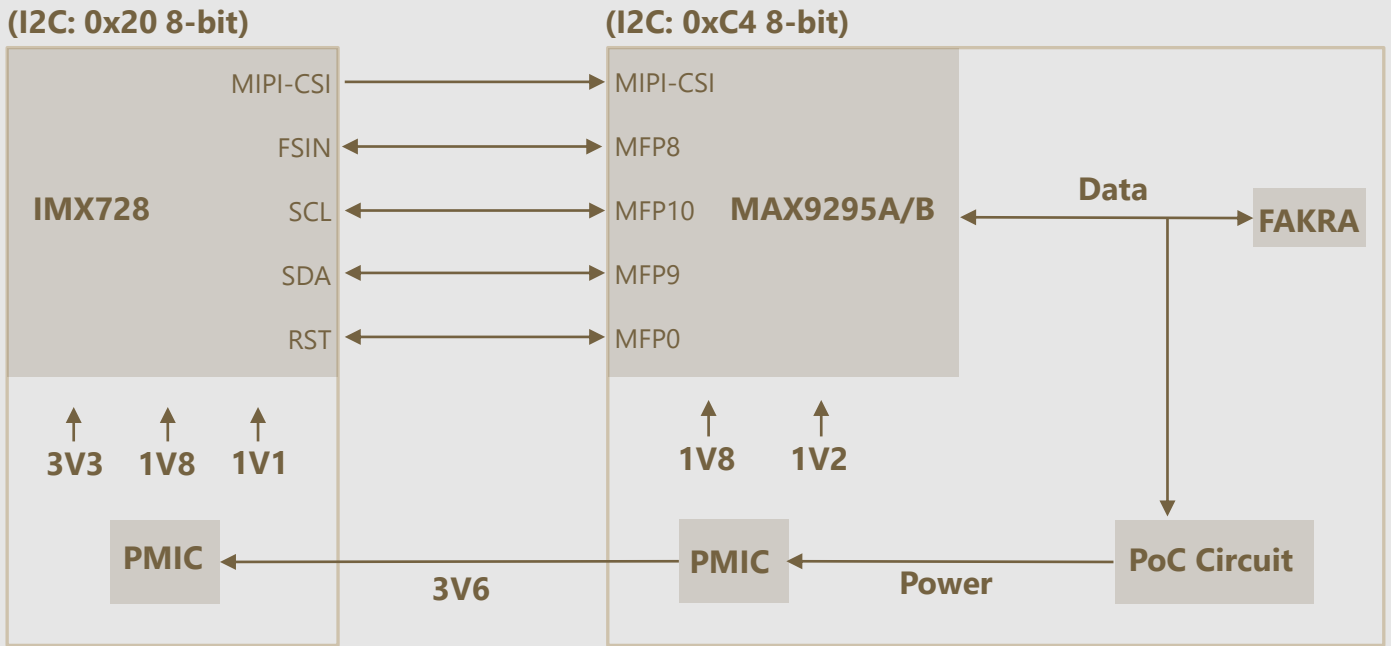 (I2C: 0x20 8-bit)
(I2C: 0xC4 8-bit)
MIPI-CSI
MIPI-CSI
FSIN
MFP8
IMX728
SCL
MFP10
MAX9295A/B
Data
FAKRA
SDA
MFP9
RST
MFP0
3V3
1V8
1V1
1V8
1V2
PMIC
3V6
PMIC
Power
PoC Circuit